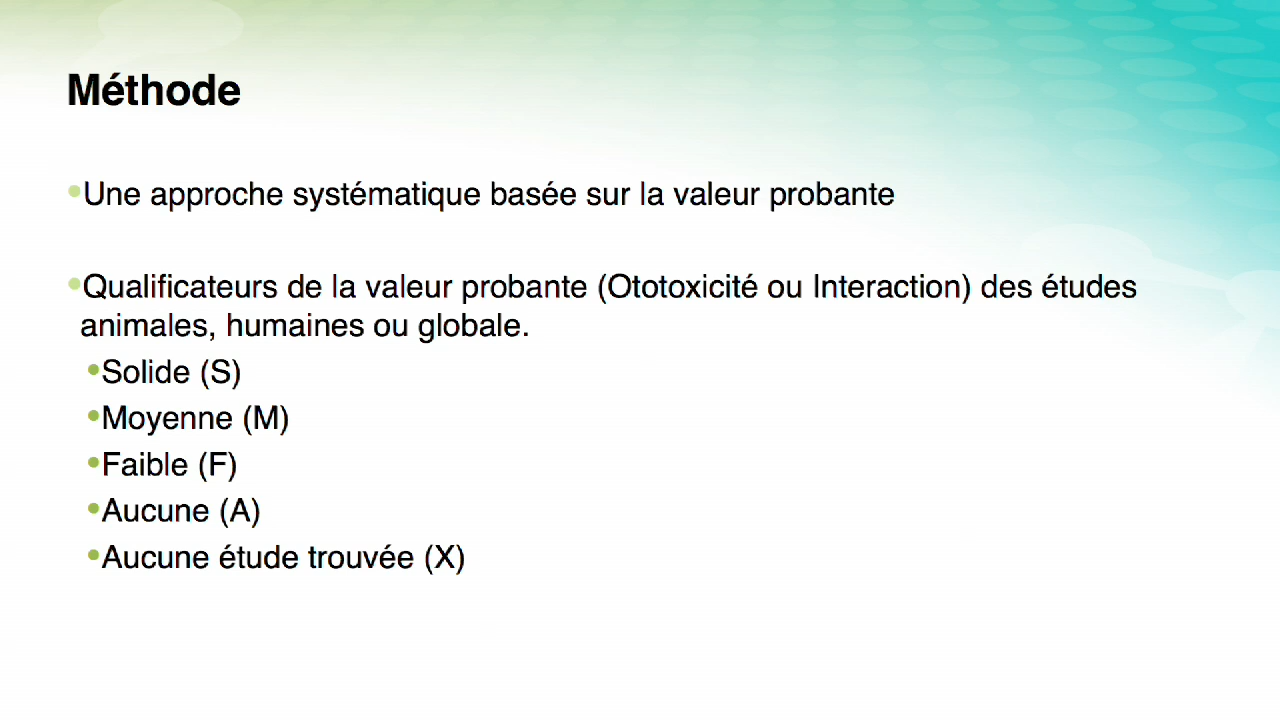 Méthode
•Une approche systématique basée sur la valeur probante
•Qualificateurs de la valeur probante (Ototoxicité ou Interaction) des études
animales, humaines ou globale.
•Solide (S)
•Moyenne (M)
•Faible (F)
•Aucune (A)
•Aucune étude trouvée (X)